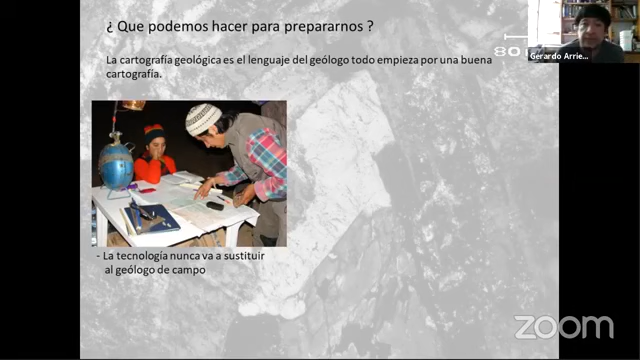 ¿ Que podemos hacer para prepararnos ?
La cartografía geológica es el lenguaje del geólogo todo empieza por una buena
cartografía.
80
Gerardo Arrie...
- La tecnología nunca va a sustituir
al geólogo de campo
zoom